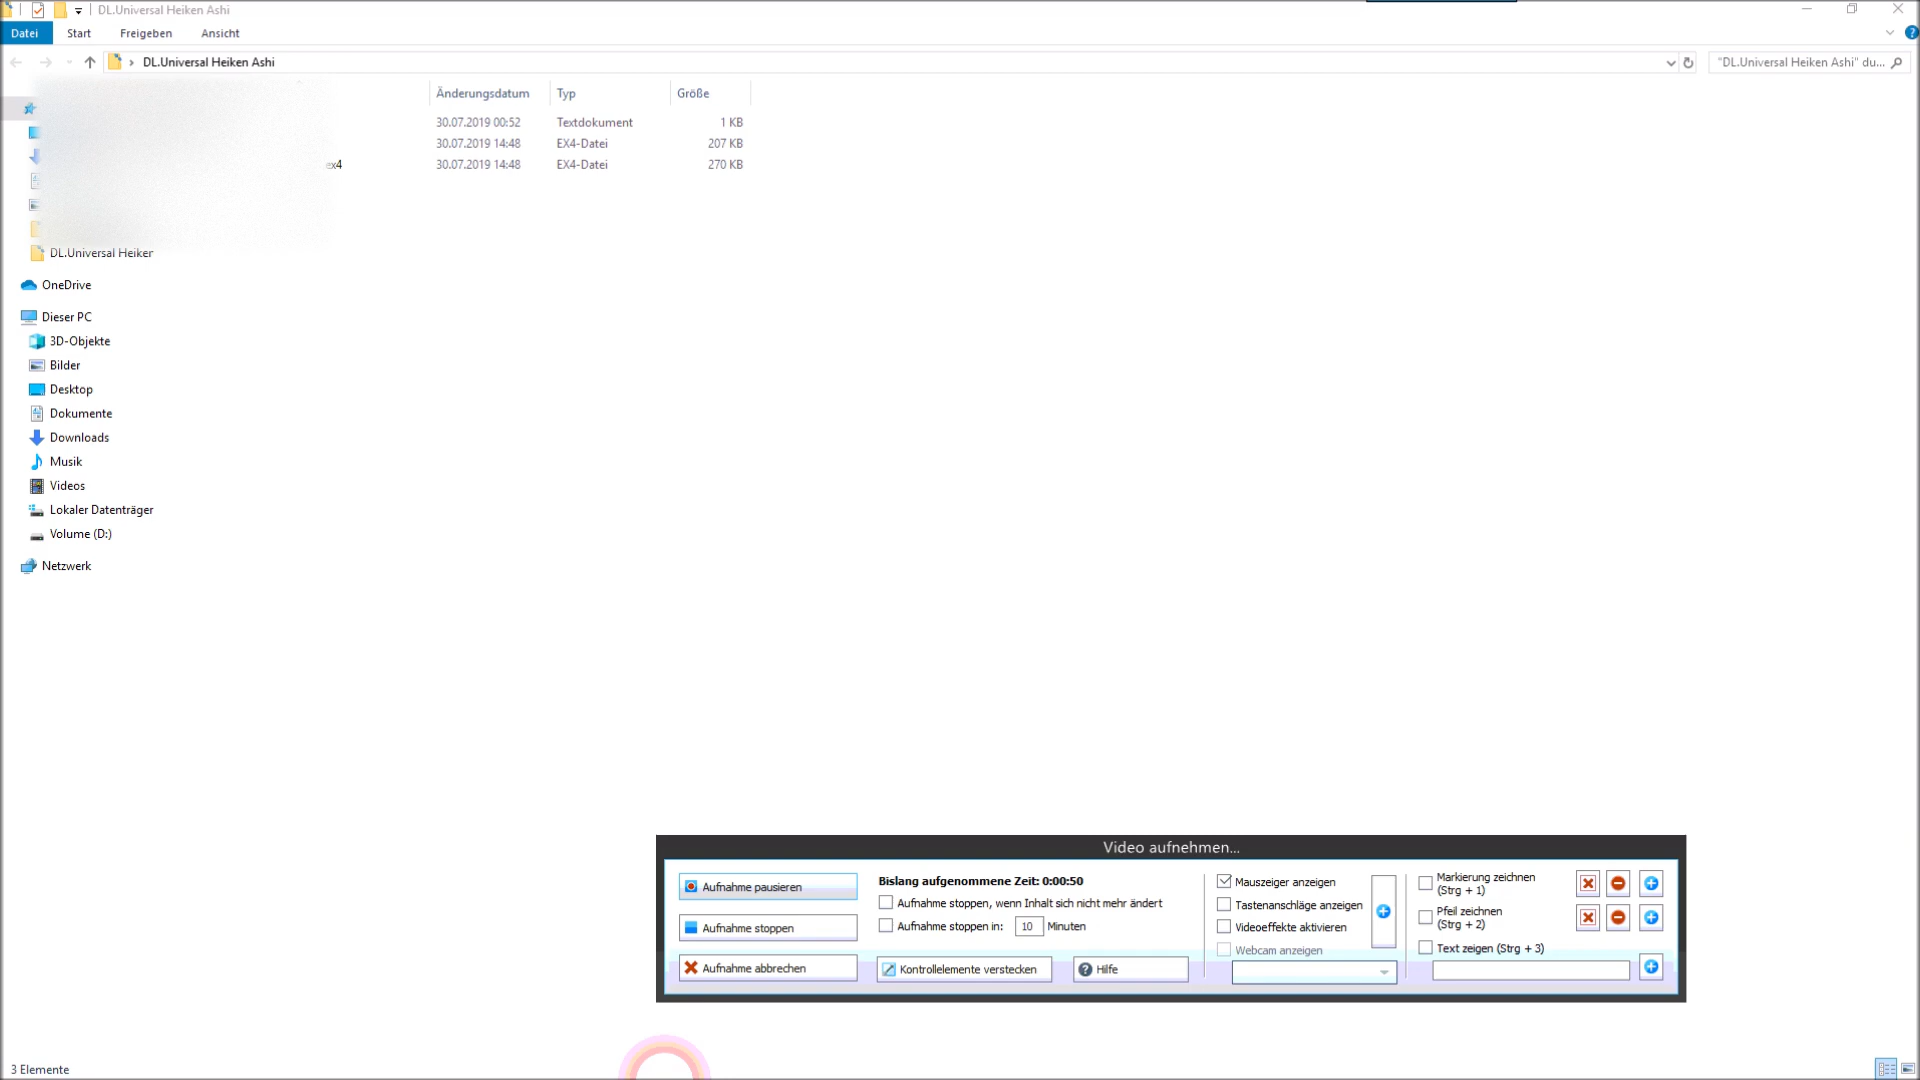 DL.Universal Heiken Ashi
Datei Start Freigeben Ansicht
DL.Universal Heiken Ashi
"DL.Universal Heiken Ashi" du...
Änderungsdatum Typ Größe
30.07.2019 00:52 Textdokument 1 KB
30.07.2019 14:48 EX4-Datei 207 KB
ex4 30.07.2019 14:48 EX4-Datei 270 KB
DL.Universal Heiker
OneDrive
Dieser PC
3D-Objekte
Bilder
Desktop
Dokumente
Downloads
Musik
Videos
Lokaler Datenträger
Volume (D:)
Netzwerk
Video aufnehmen...
Aufnahme pausieren
Aufnahme stoppen
Aufnahme abbrechen
Bislang aufgenommene Zeit: 0:00:50
Aufnahme stoppen, wenn Inhalt sich nicht mehr ändert
Aufnahme stoppen in: 10 Minuten
Kontrollelemente verstecken
Hilfe
Mauszeiger anzeigen
Tastenanschläge anzeigen
Videoeffekte aktivieren
Webcam anzeigen
Markierung zeichnen
(Strg + 1)
Pfeil zeichnen
(Strg + 2)
Text zeigen (Strg + 3)
3 Elemente